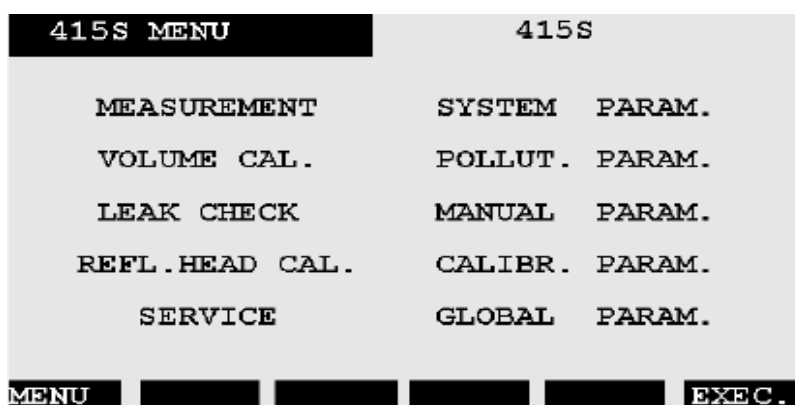 415S MENU 415S
MEASUREMENT SYSTEM PARAM.
VOLUME CAL. POLLUT. PARAM.
LEAK CHECK MANUAL PARAM.
REFL.HEAD CAL. CALIBR. PARAM.
SERVICE GLOBAL PARAM.
MENU EXEC.